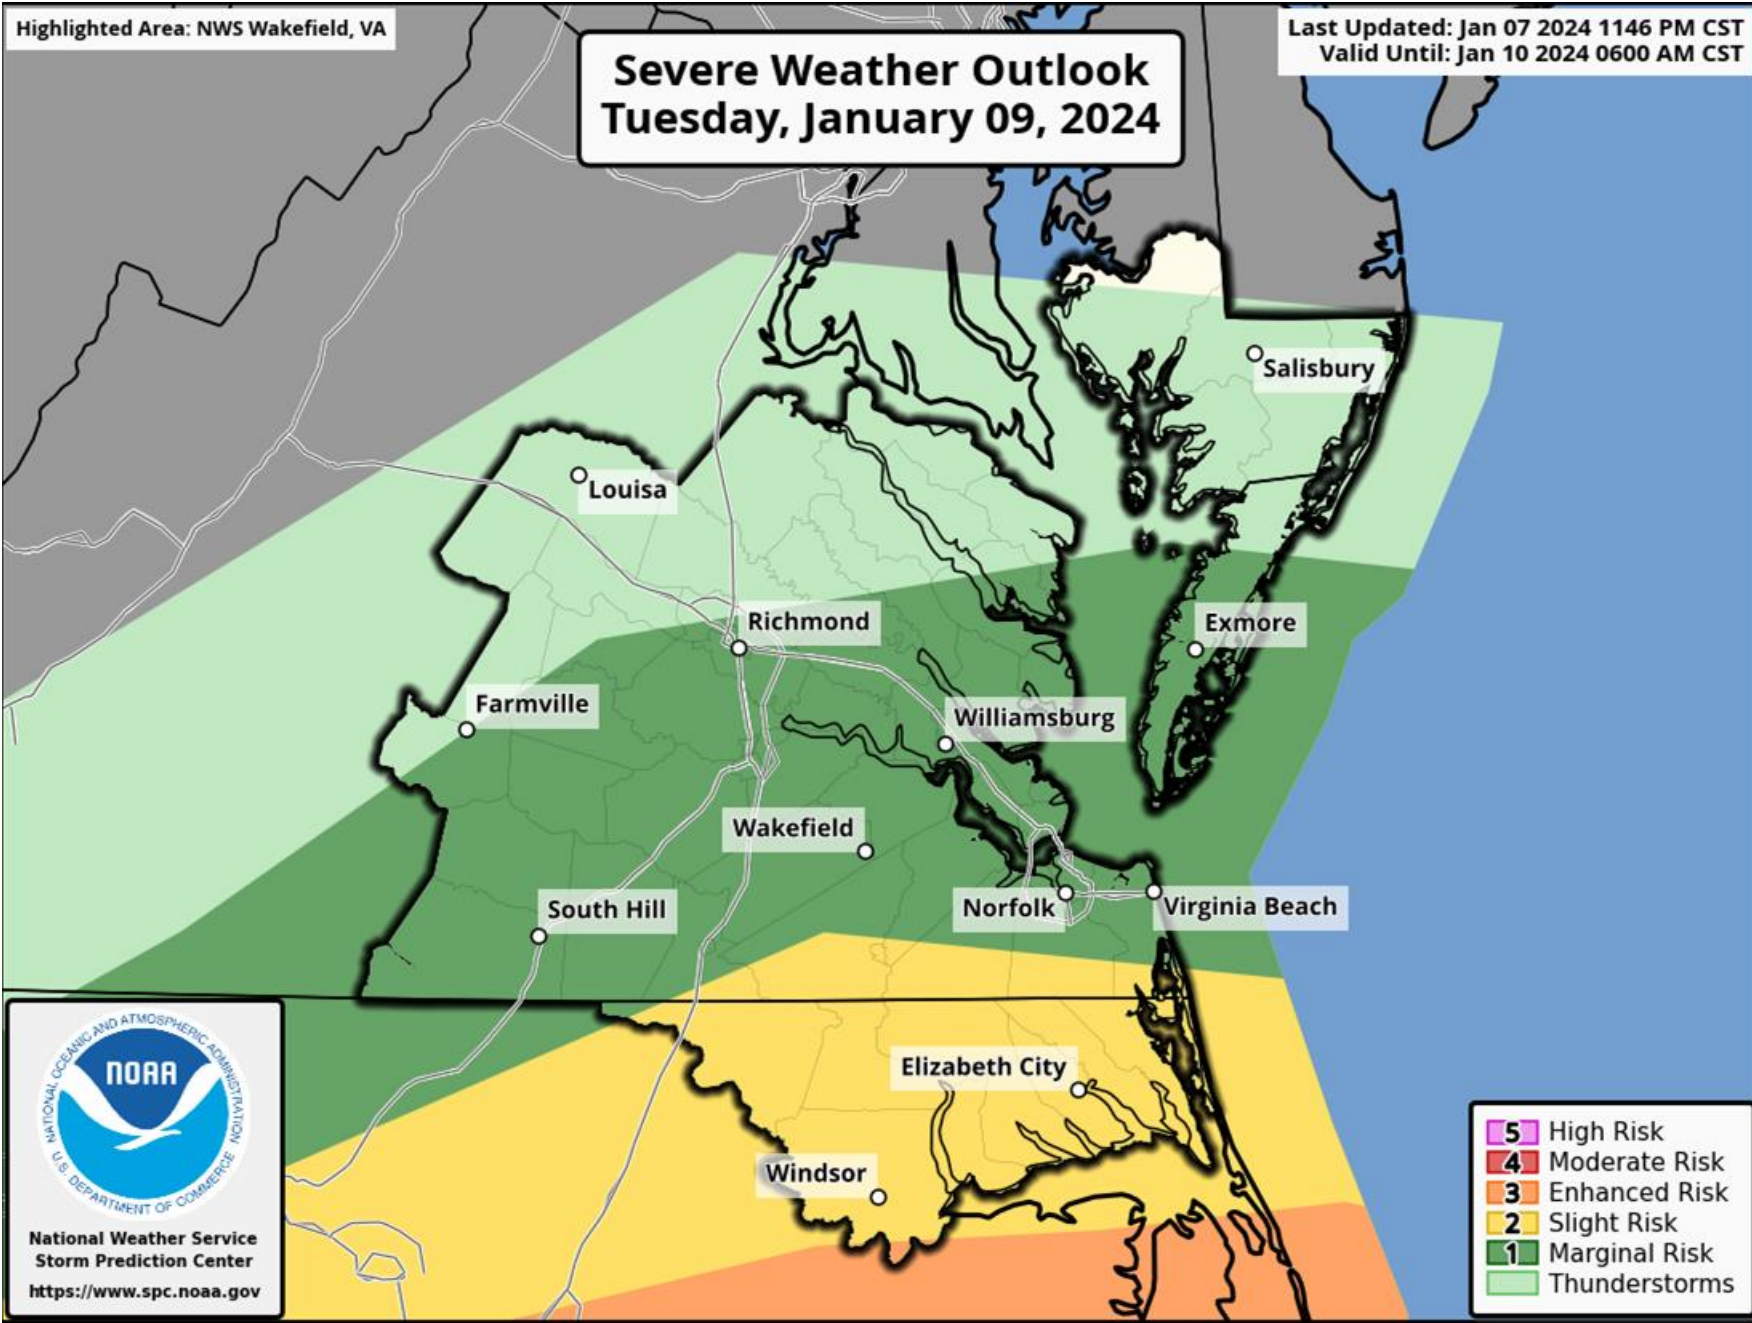 Highlighted Area: NWS Wakefield, VA
Last Updated: Jan 07 2024 1146 PM CST
Valid Until: Jan 10 2024 0600 AM CST
Severe Weather Outlook
Tuesday, January 09, 2024
Salisbury
Louisa
Richmond
Exmore
Farmville
Williamsburg
Wakefield
South Hill
Norfolk
Virginia Beach
Elizabeth City
Windsor
NATIONAL OCEANIC AND ATMOSPHERIC ADMINISTRATION
NOAA
U.S. DEPARTMENT OF COMMERCE
National Weather Service
Storm Prediction Center
https://www.spc.noaa.gov
5 High Risk
4 Moderate Risk
3 Enhanced Risk
2 Slight Risk
1 Marginal Risk
Thunderstorms